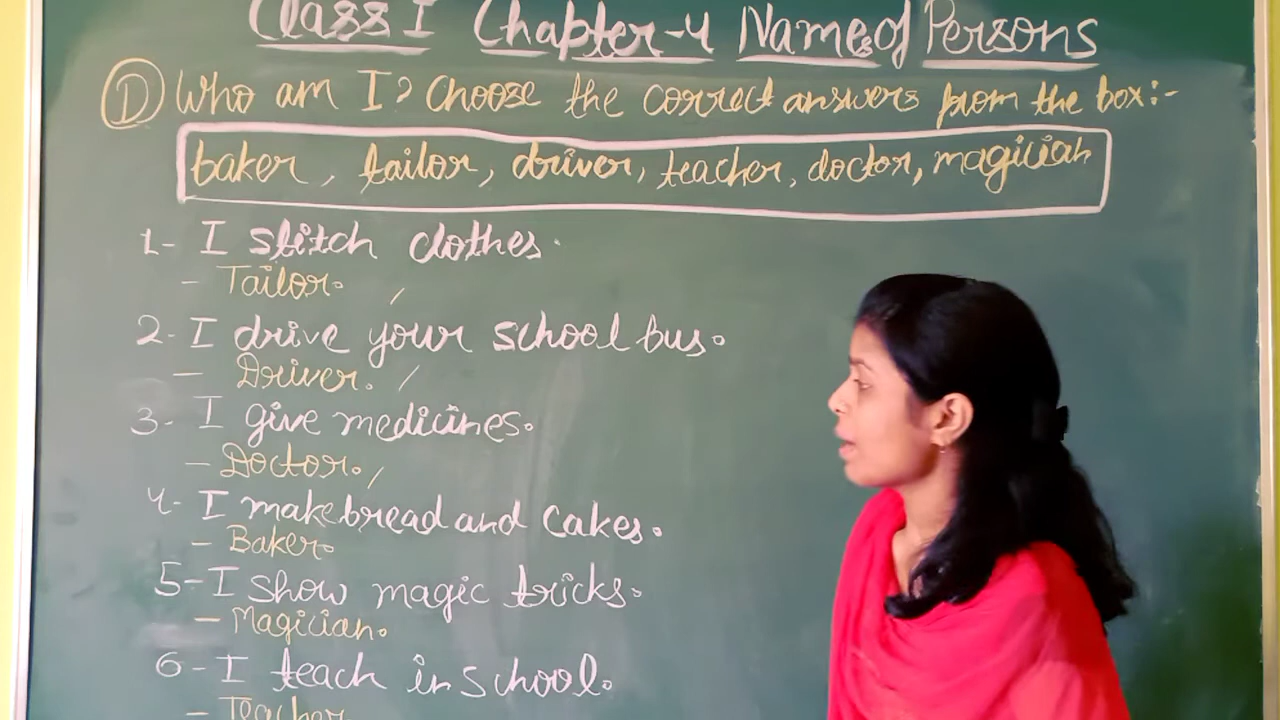 Class I Chapter-4 Names of Persons
D Who am I? Choose the correct answers from the box:-
baker, tailor, driver, teacher, doctor, magician
1- I stitch clothes.
- Tailor.
2- I drive your school bus.
- Driver.
3- I give medicines.
- Doctor.
4- I make bread and cakes.
- Baker.
5- I show magic tricks.
- Magician.
6- I teach in school.
- Teacher